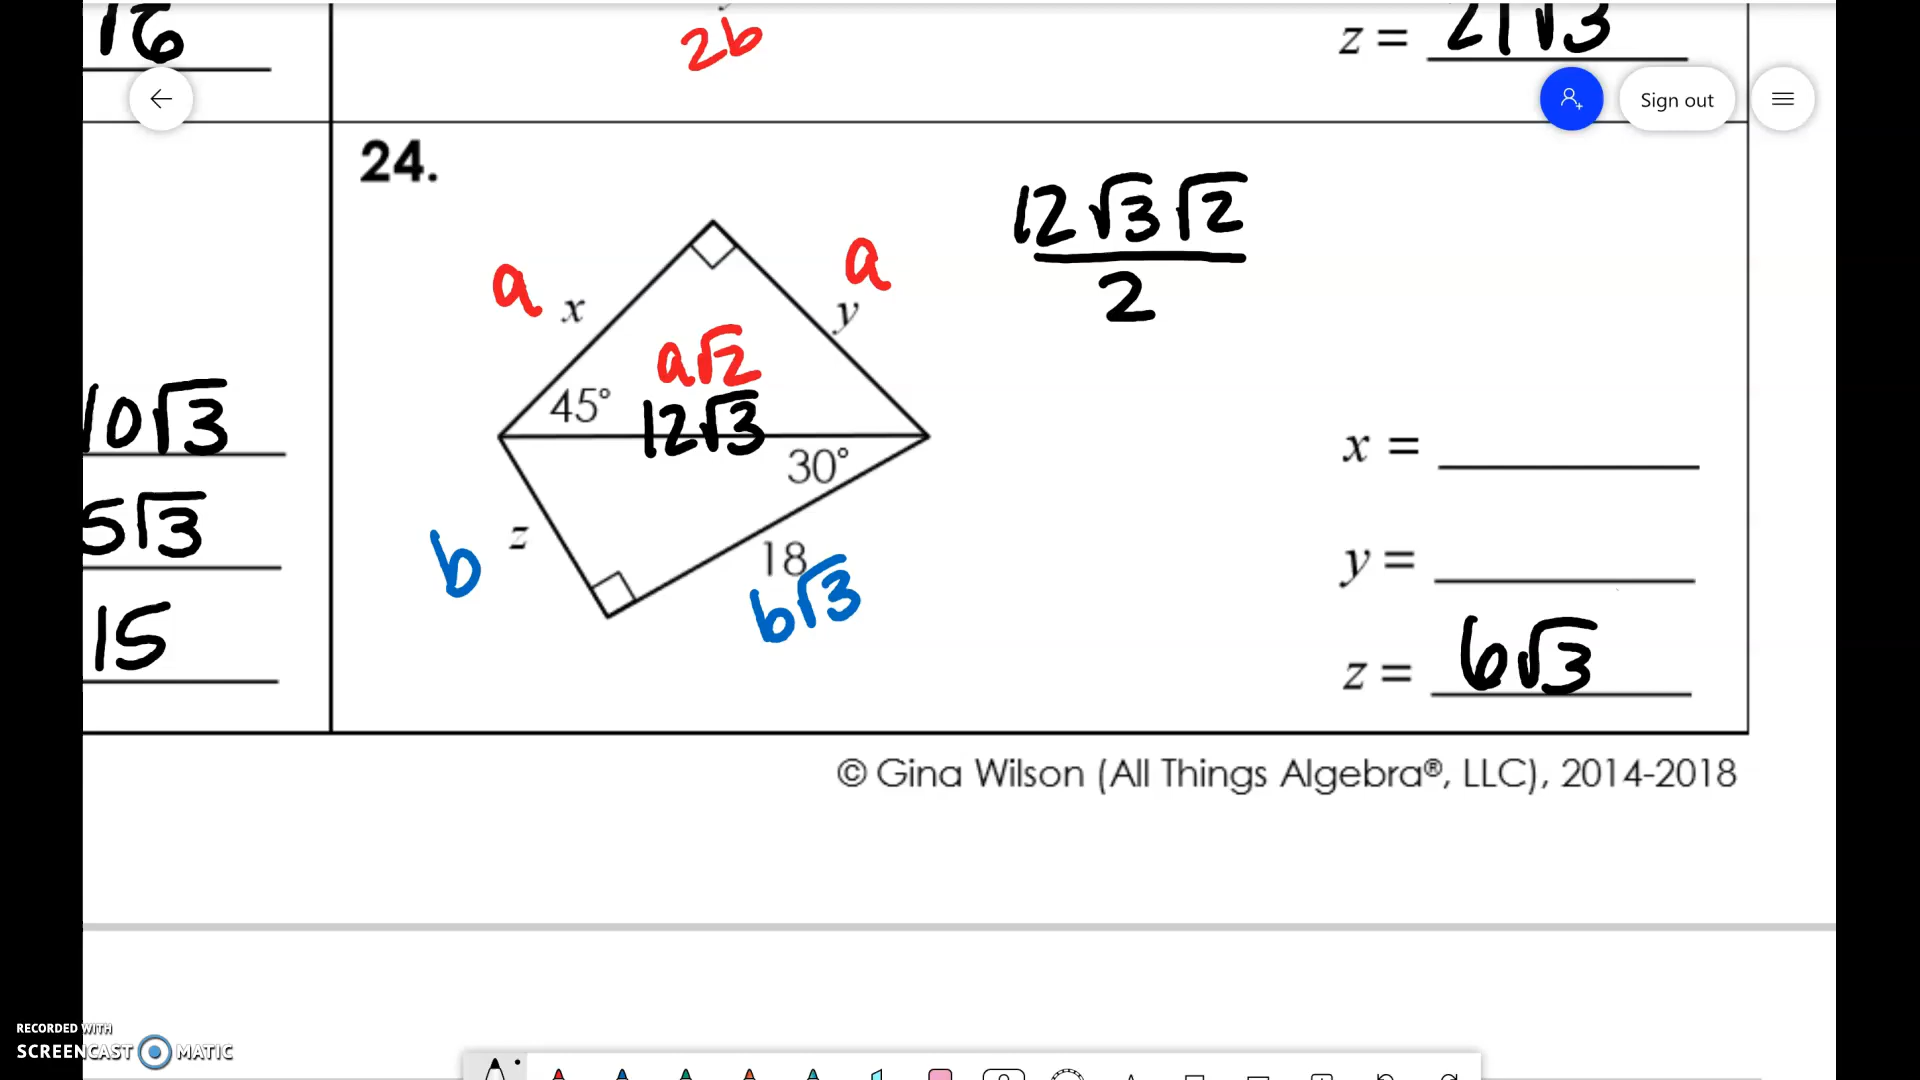 16
2b
z = 21√3
Sign out
24.
12√3 √2
2
a
x
a
y
a√2
45°
12√3
30°
10√3
x =
z
18
5√3
b
b√3
y =
15
z = 6√3
© Gina Wilson (All Things Algebra®, LLC), 2014-2018
RECORDED WITH
SCREENCAST MATIC